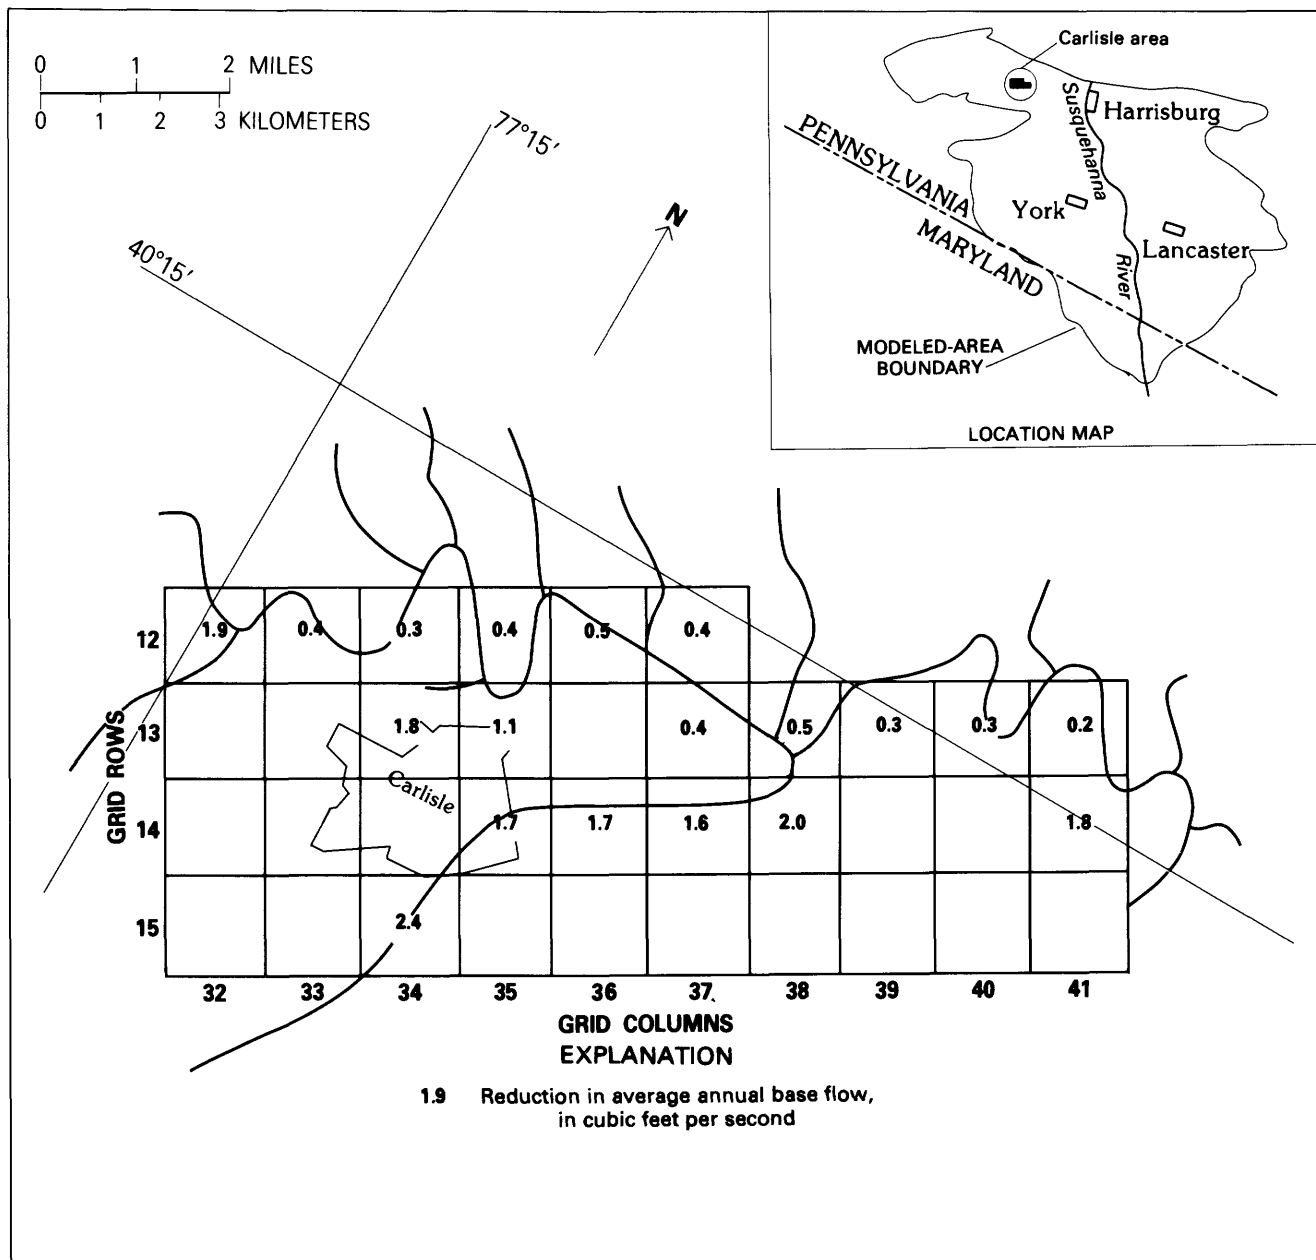 0 1 2 MILES
0 1 2 3 KILOMETERS
77°15′
40°15′
N
Carlisle area
Susquehanna
River
Harrisburg
PENNSYLVANIA
MARYLAND
York
Lancaster
MODELED-AREA
BOUNDARY
LOCATION MAP
GRID ROWS
12 1.9 0.4 0.3 0.4 0.5 0.4
13 1.8 1.1 0.4 0.5 0.3 0.3 0.2
Carlisle
14 1.7 1.7 1.6 2.0 1.8
15 2.4
32 33 34 35 36 37 38 39 40 41
GRID COLUMNS
EXPLANATION
1.9 Reduction in average annual base flow,
in cubic feet per second